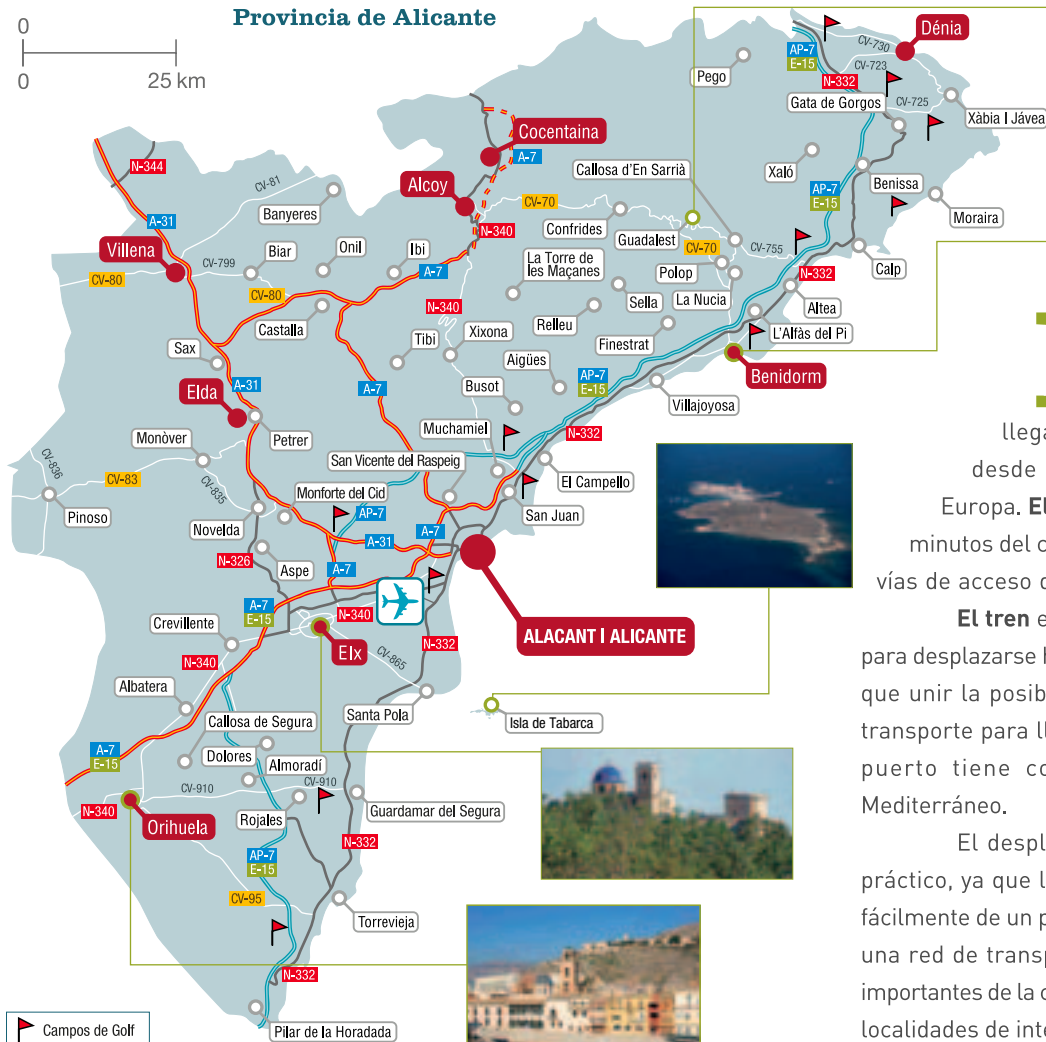 Provincia de Alicante
0
0 25 km
Dénia
CV-730
AP-7
E-15
CV-723
N-332
Pego
Gata de Gorgos
CV-725
Xàbia I Jávea
Cocentaina
A-7
N-344
Callosa d'En Sarrià
Xaló
Benissa
Alcoy
CV-81
AP-7
E-15
Banyeres
CV-70
Moraira
A-31
Confrides
N-340
Guadalest
Villena
CV-799
Biar
Onil
Ibi
La Torre de
les Maçanes
CV-70
CV-755
Calp
A-7
Polop
N-332
CV-80
CV-80
Sella
La Nucia
Altea
N-340
Castalla
Relleu
L'Alfàs del Pi
Tibi
Xixona
Finestrat
Sax
Aigües
Benidorm
A-31
A-7
Busot
AP-7
E-15
Villajoyosa
Elda
Petrer
Muchamiel
N-332
Monòver
San Vicente del Raspeig
CV-836
CV-83
CV-835
Monforte del Cid
El Campello
Pinoso
Novelda
AP-7
San Juan
A-7
A-31
N-326
Aspe
A-7
A-7
E-15
N-340
Crevillente
ALACANT I ALICANTE
N-332
Elx
N-340
CV-865
Albatera
Santa Pola
Isla de Tabarca
Callosa de Segura
A-7
E-15
Dolores
Almoradí
CV-910
CV-910
N-340
Guardamar del Segura
Orihuela
Rojales
N-332
AP-7
E-15
CV-95
Torrevieja
N-332
Campos de Golf
Pilar de la Horadada
llega
desde
Europa. El
minutos del c
vías de acceso
El tren e
para desplazarse h
que unir la posib
transporte para ll
puerto tiene co
Mediterráneo.
El despl
práctico, ya que l
fácilmente de un p
una red de transp
importantes de la c
localidades de inte